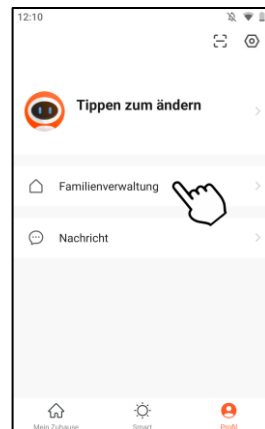 12:10
Tippen zum ändern
Familienverwaltung
Nachricht
Mein Zuhause
Smart
Profil